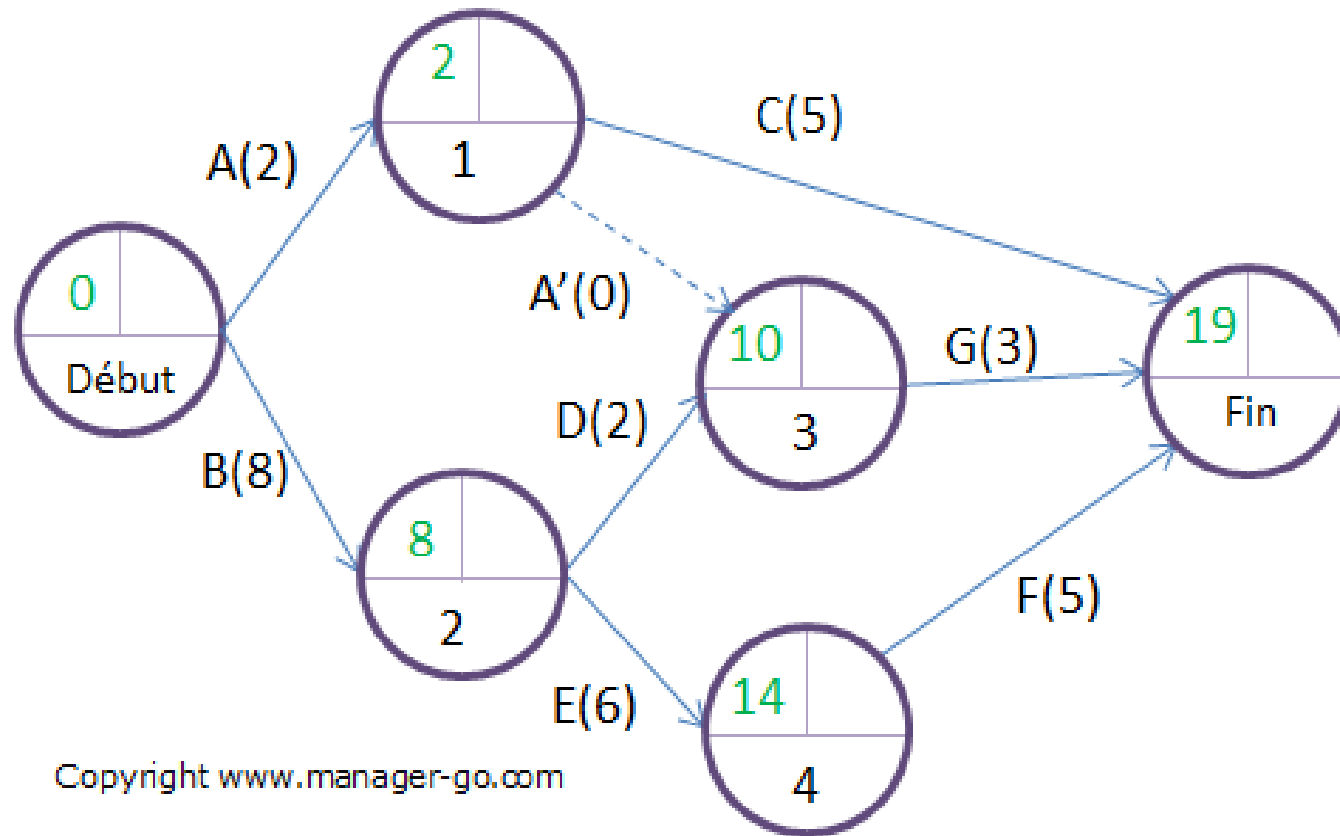 2
1
A(2)
C(5)
0
Début
A’(0)
10
3
D(2)
G(3)
19
Fin
B(8)
8
2
E(6)
F(5)
14
4
Copyright www.manager-go.com